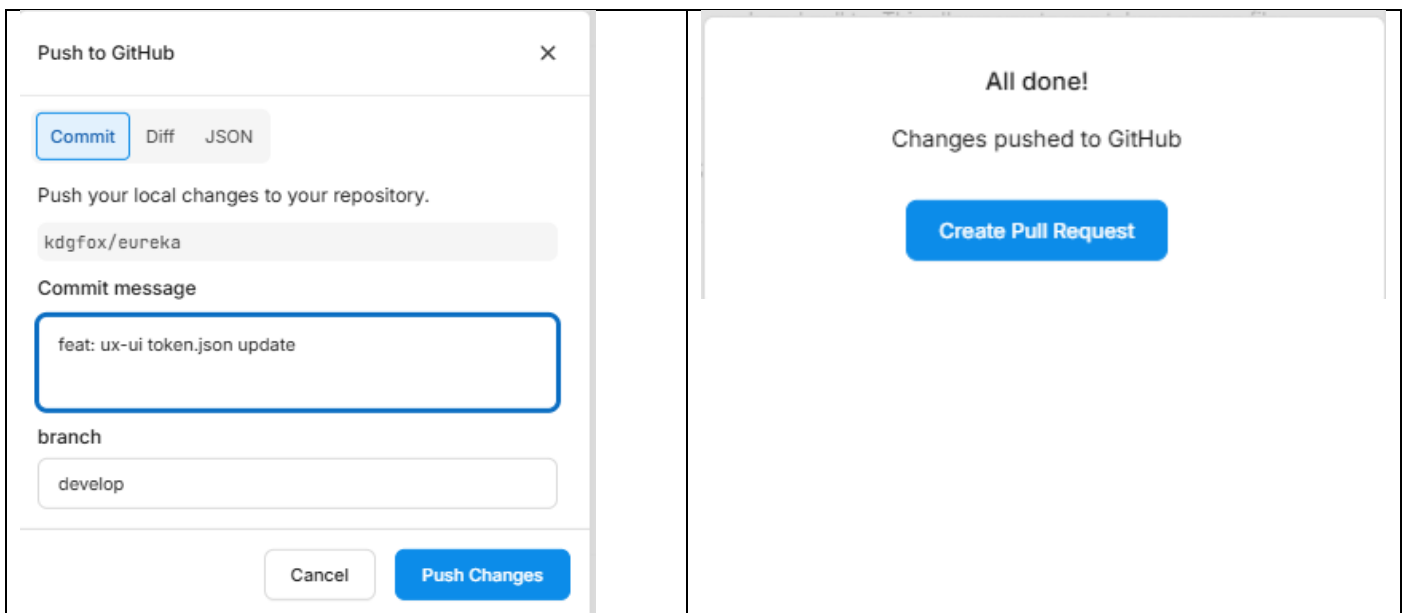 Push to GitHub
Commit Diff JSON
Push your local changes to your repository.
kdgfox/eureka
Commit message
feat: ux-ui token.json update
branch
develop
Cancel Push Changes
All done!
Changes pushed to GitHub
Create Pull Request